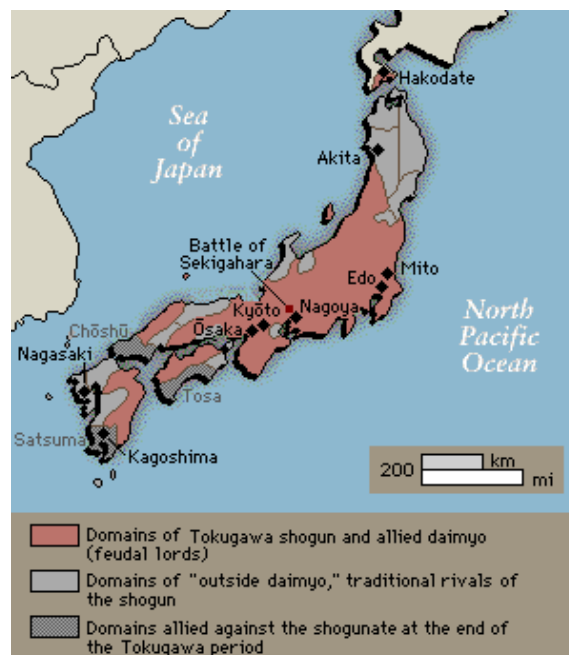 Hakodate
Sea
of
Japan
Akita
Battle of
Sekigahara
Mito
Edo
Kyōto
Nagoya
Chōshū
Ōsaka
North
Pacific
Ocean
Nagasaki
Tosa
Satsuma
Kagoshima
200 km
mi
Domains of Tokugawa shogun and allied daimyo
(feudal lords)
Domains of "outside daimyo," traditional rivals of
the shogun
Domains allied against the shogunate at the end of
the Tokugawa period